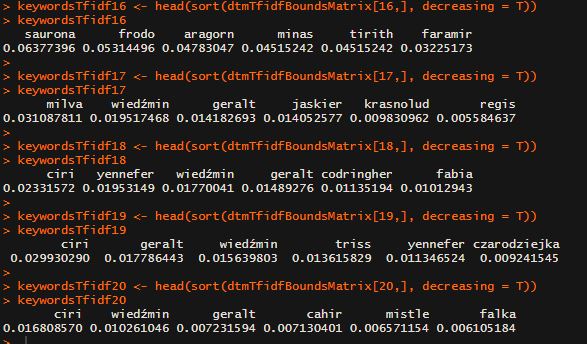 > keywordsTfidf16 <- head(sort(dtmTfidfBoundsMatrix[16,], decreasing = T))
> keywordsTfidf16
saurona frodo aragorn minas tirith faramir
0.06377396 0.05314496 0.04783047 0.04515242 0.04515242 0.03225173
>
> keywordsTfidf17 <- head(sort(dtmTfidfBoundsMatrix[17,], decreasing = T))
> keywordsTfidf17
milva wiedźmin geralt jaskier krasnolud regis
0.031087811 0.019517468 0.014182693 0.014052577 0.009830962 0.005584637
>
> keywordsTfidf18 <- head(sort(dtmTfidfBoundsMatrix[18,], decreasing = T))
> keywordsTfidf18
ciri yennefer wiedźmin geralt codringher fabia
0.02331572 0.01953149 0.01770041 0.01489276 0.01135194 0.01012943
>
> keywordsTfidf19 <- head(sort(dtmTfidfBoundsMatrix[19,], decreasing = T))
> keywordsTfidf19
ciri geralt wiedźmin triss yennefer czarodziejka
0.029930290 0.017786443 0.015639803 0.013615829 0.011346524 0.009241545
>
> keywordsTfidf20 <- head(sort(dtmTfidfBoundsMatrix[20,], decreasing = T))
> keywordsTfidf20
ciri wiedźmin geralt cahir mistle falka
0.016808570 0.010261046 0.007231594 0.007130401 0.006571154 0.006105184
>